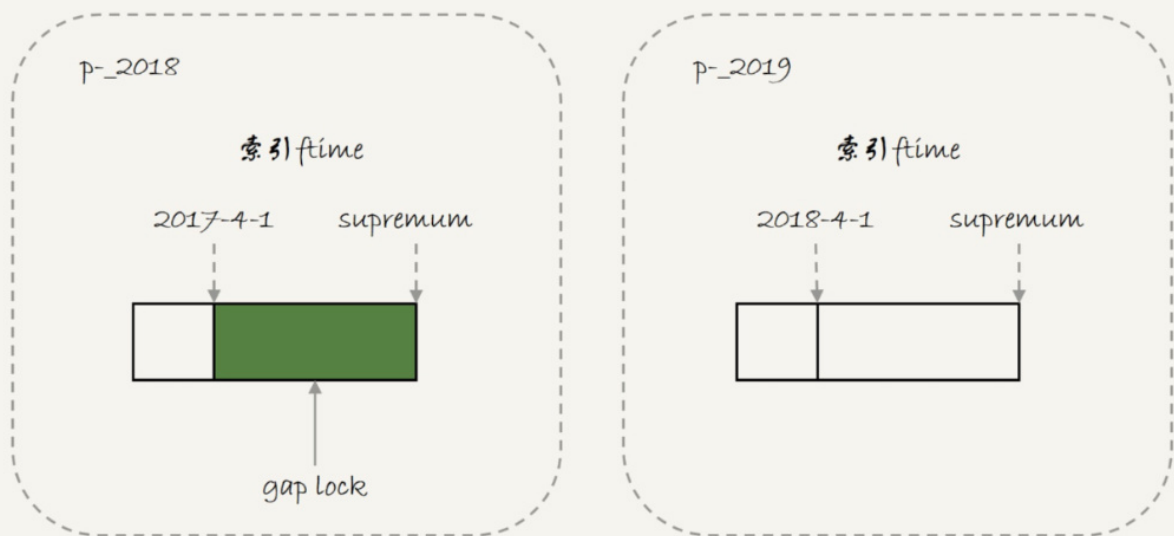 p-_2018
索引ftime
2017-4-1
supremum
gap lock
p-_2019
索引ftime
2018-4-1
supremum